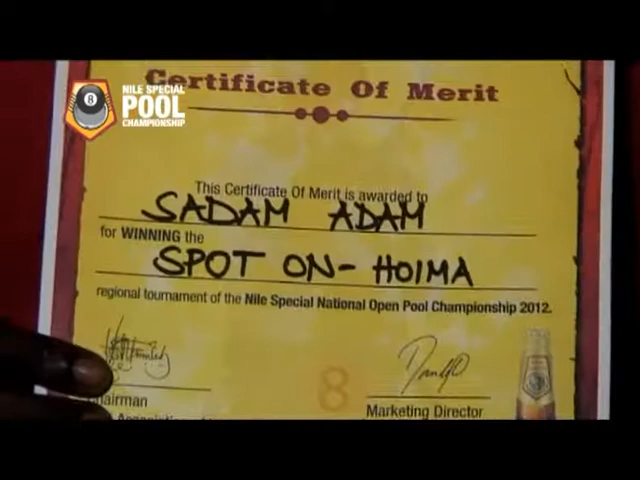 Certificate Of Merit
NILE SPECIAL
POOL
CHAMPIONSHIP
8
This Certificate Of Merit is awarded to
SADAM ADAM
for WINNING the
SPOT ON- HOIMA
regional tournament of the Nile Special National Open Pool Championship 2012.
8
Chairman
Marketing Director